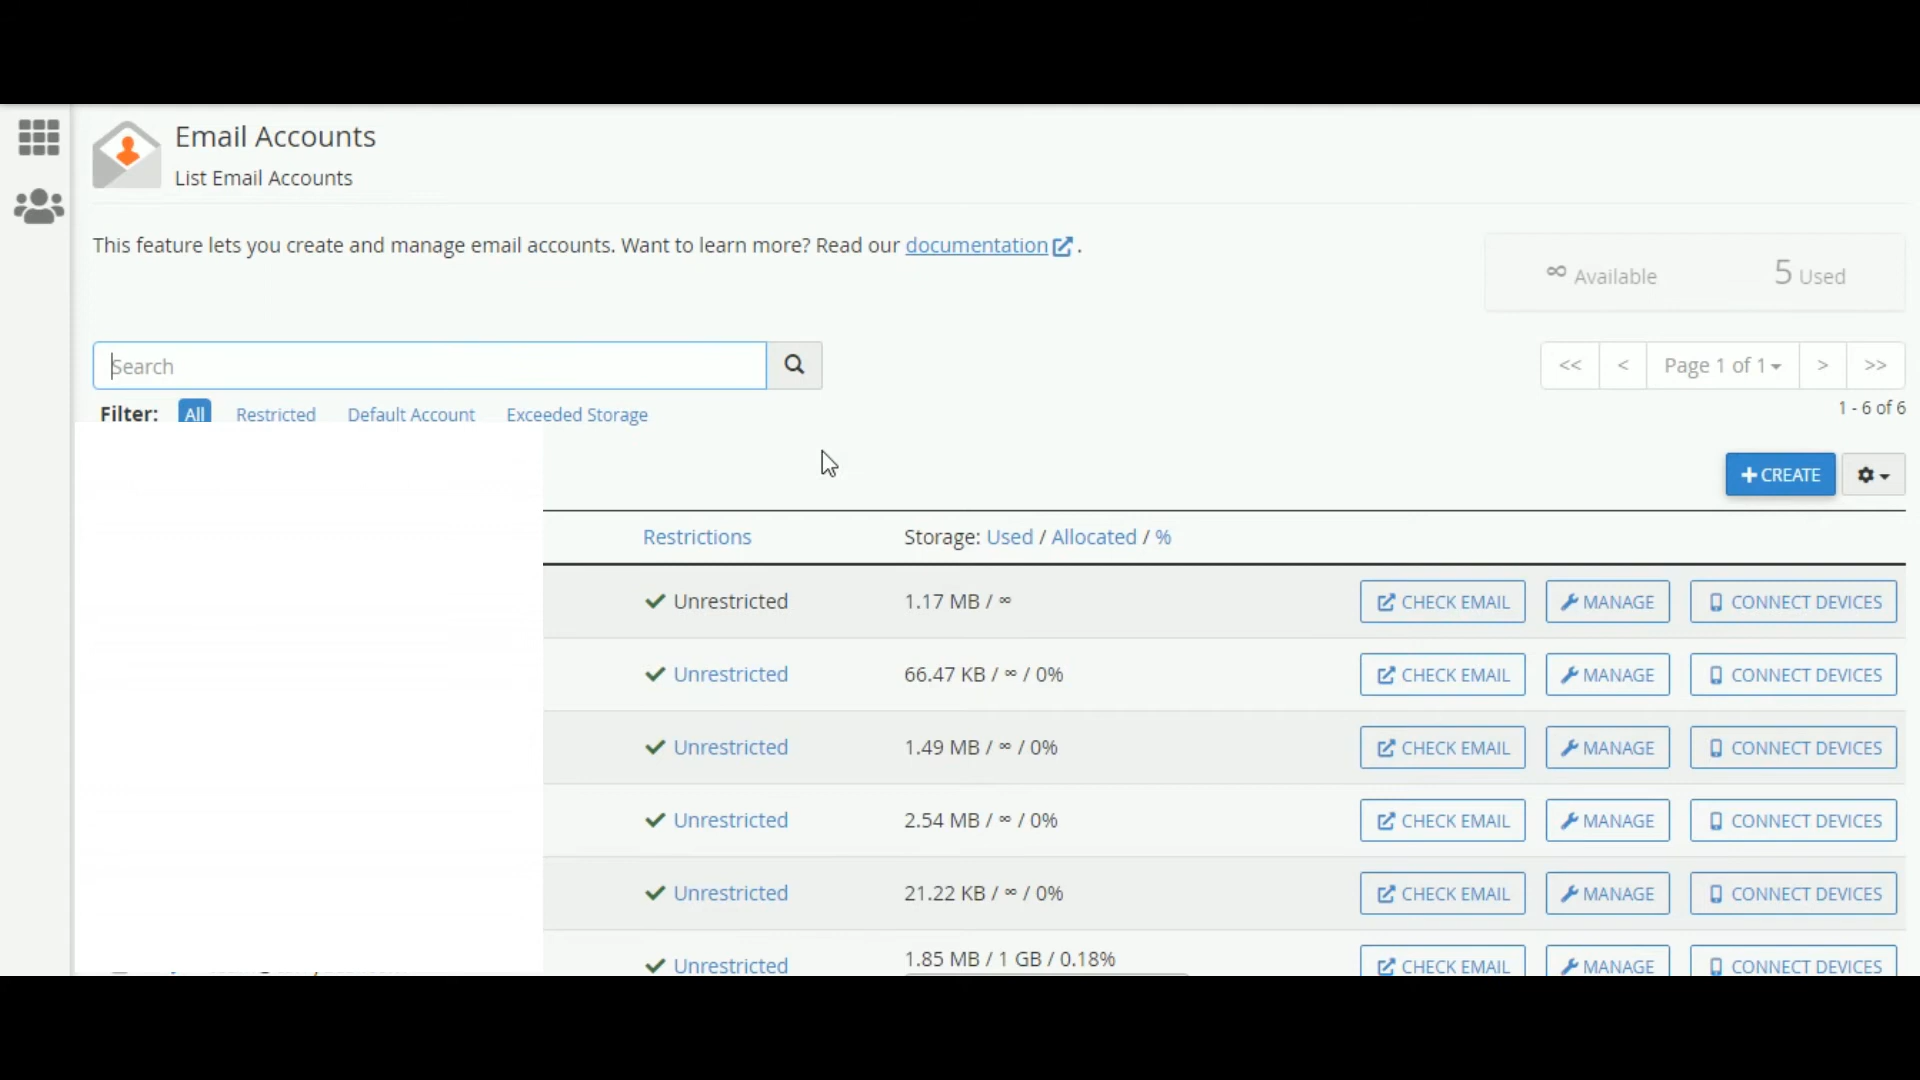 Email Accounts
List Email Accounts
This feature lets you create and manage email accounts. Want to learn more? Read our documentation .
∞ Available 5 Used
Search
<< < Page 1 of 1 > >>
Filter: All Restricted Default Account Exceeded Storage
1 - 6 of 6
+ CREATE
Restrictions Storage: Used / Allocated / %
Unrestricted 1.17 MB / ∞ CHECK EMAIL MANAGE CONNECT DEVICES
Unrestricted 66.47 KB / ∞ / 0% CHECK EMAIL MANAGE CONNECT DEVICES
Unrestricted 1.49 MB / ∞ / 0% CHECK EMAIL MANAGE CONNECT DEVICES
Unrestricted 2.54 MB / ∞ / 0% CHECK EMAIL MANAGE CONNECT DEVICES
Unrestricted 21.22 KB / ∞ / 0% CHECK EMAIL MANAGE CONNECT DEVICES
Unrestricted 1.85 MB / 1 GB / 0.18% CHECK EMAIL MANAGE CONNECT DEVICES